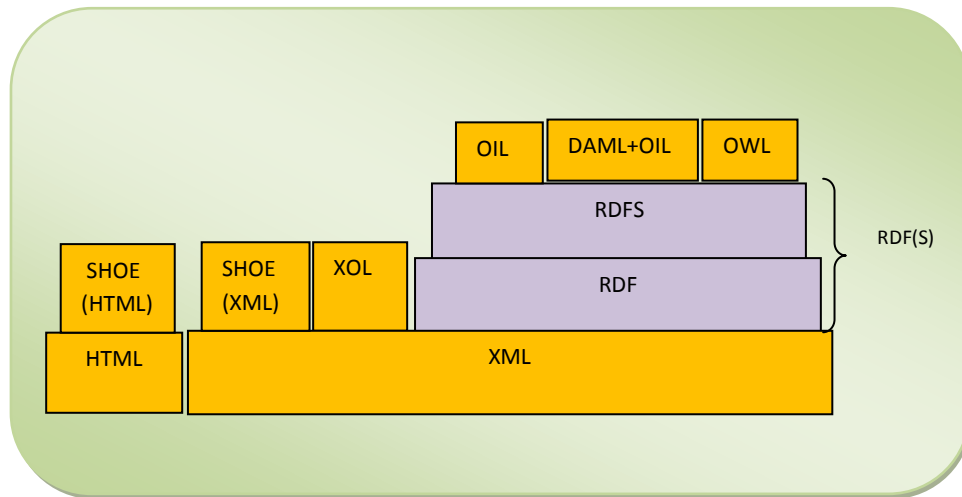 OIL
DAML+OIL
OWL
RDFS
RDF(S)
SHOE
(HTML)
SHOE
(XML)
XOL
RDF
HTML
XML